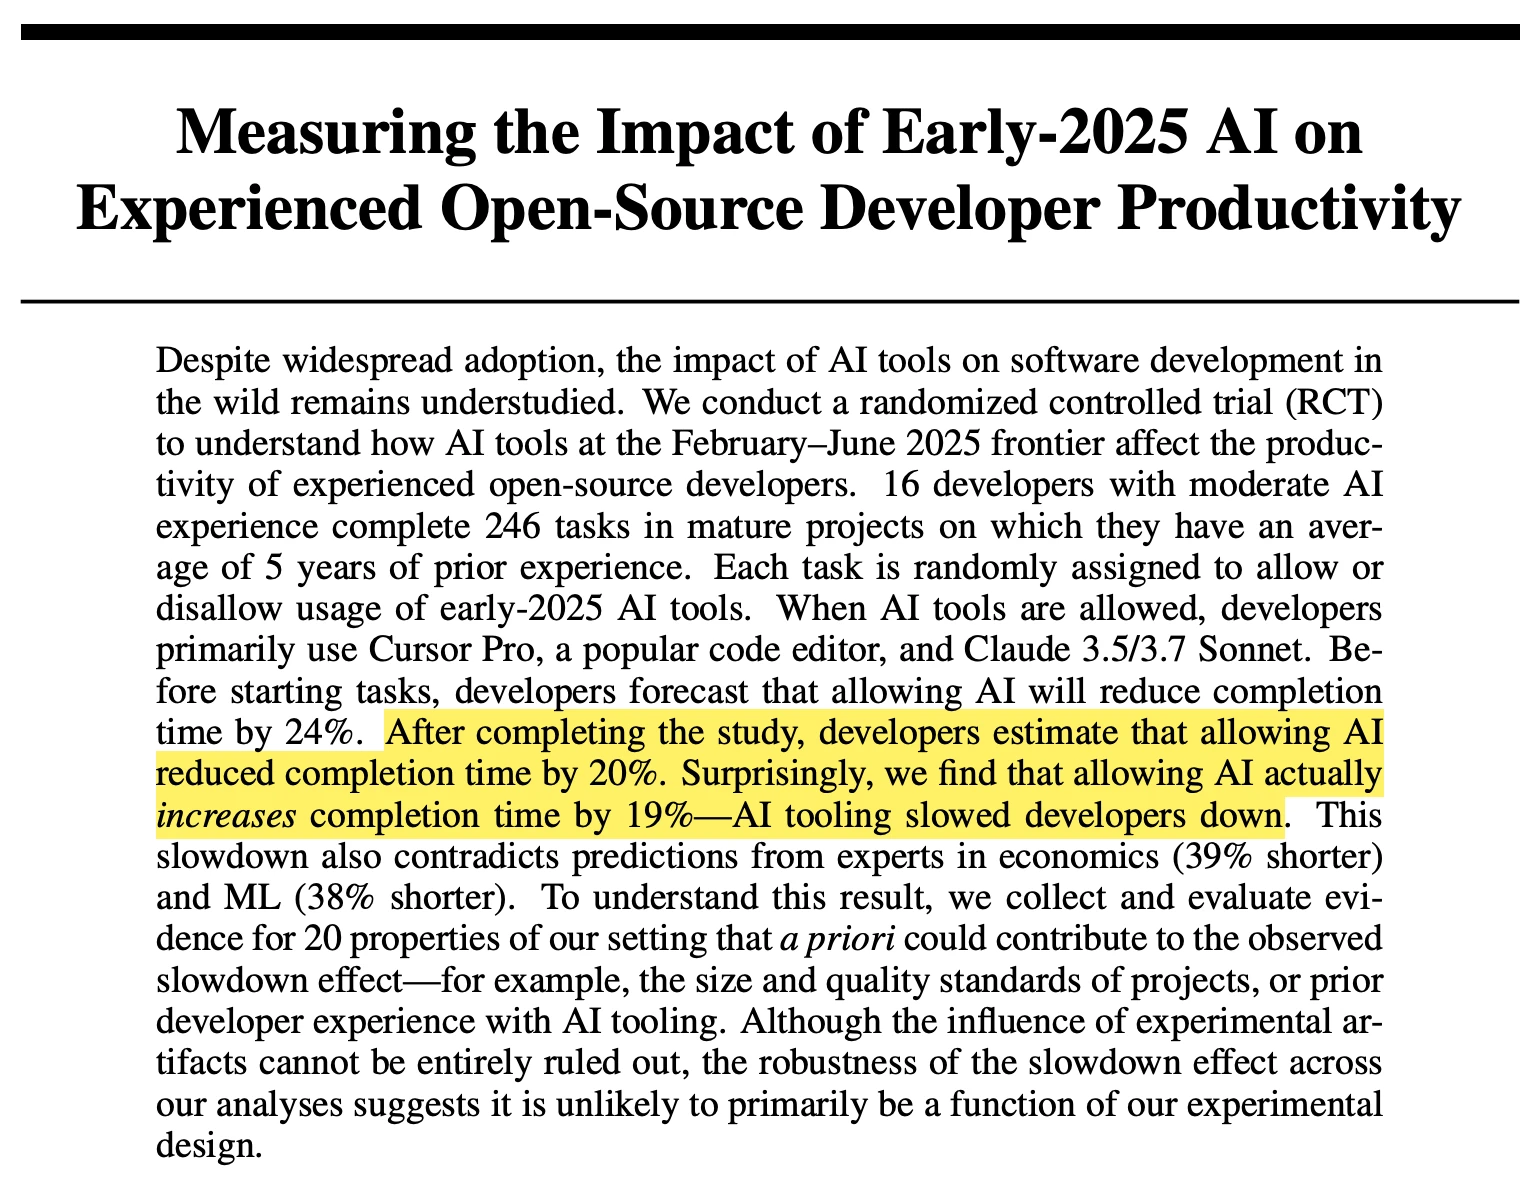 Measuring the Impact of Early-2025 AI on
Experienced Open-Source Developer Productivity
Despite widespread adoption, the impact of AI tools on software development in
the wild remains understudied. We conduct a randomized controlled trial (RCT)
to understand how AI tools at the February–June 2025 frontier affect the produc-
tivity of experienced open-source developers. 16 developers with moderate AI
experience complete 246 tasks in mature projects on which they have an aver-
age of 5 years of prior experience. Each task is randomly assigned to allow or
disallow usage of early-2025 AI tools. When AI tools are allowed, developers
primarily use Cursor Pro, a popular code editor, and Claude 3.5/3.7 Sonnet. Be-
fore starting tasks, developers forecast that allowing AI will reduce completion
time by 24%. After completing the study, developers estimate that allowing AI
reduced completion time by 20%. Surprisingly, we find that allowing AI actually
increases completion time by 19%—AI tooling slowed developers down. This
slowdown also contradicts predictions from experts in economics (39% shorter)
and ML (38% shorter). To understand this result, we collect and evaluate evi-
dence for 20 properties of our setting that a priori could contribute to the observed
slowdown effect—for example, the size and quality standards of projects, or prior
developer experience with AI tooling. Although the influence of experimental ar-
tifacts cannot be entirely ruled out, the robustness of the slowdown effect across
our analyses suggests it is unlikely to primarily be a function of our experimental
design.